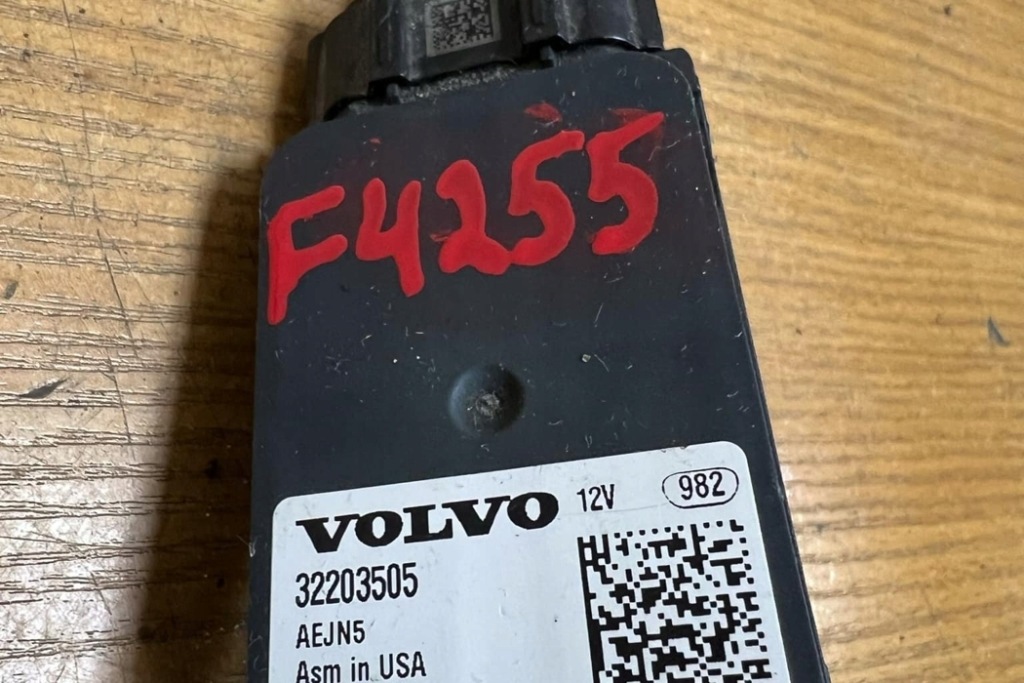 F4255
VOLVO 12V 982
32203505
AEJN5
Asm in USA